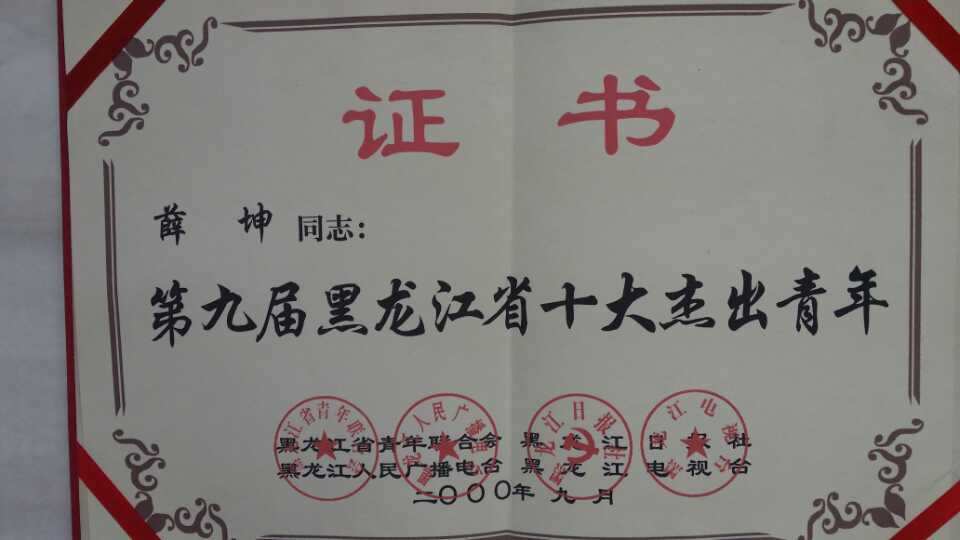 证书
薛坤 同志：
第九届黑龙江省十大杰出青年
黑龙江省青年联合会 黑龙江日报社
黑龙江人民广播电台 黑龙江电视台
二〇〇〇年九月